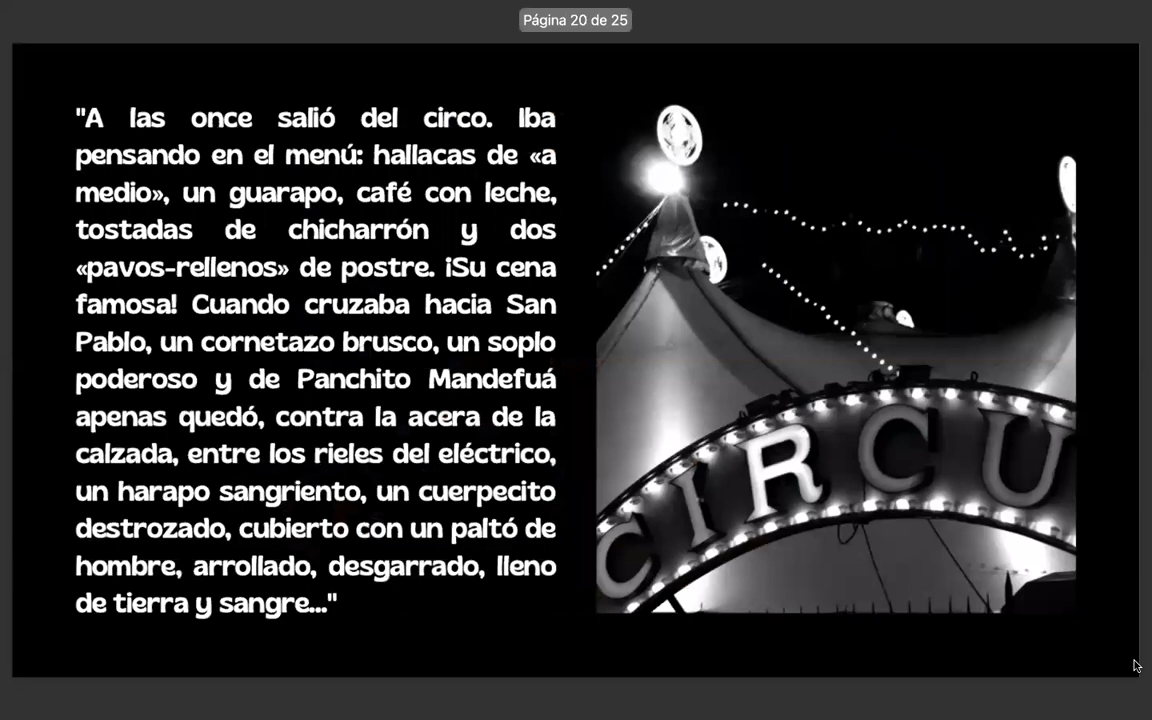 Página 20 de 25
"A las once salió del circo. Iba
pensando en el menú: hallacas de «a
medio», un guarapo, café con leche,
tostadas de chicharrón y dos
«pavos-rellenos» de postre. ¡Su cena
famosa! Cuando cruzaba hacia San
Pablo, un cornetazo brusco, un soplo
poderoso y de Panchito Mandefuá
apenas quedó, contra la acera de la
calzada, entre los rieles del eléctrico,
un harapo sangriento, un cuerpecito
destrozado, cubierto con un paltó de
hombre, arrollado, desgarrado, lleno
de tierra y sangre..."
CIRCU